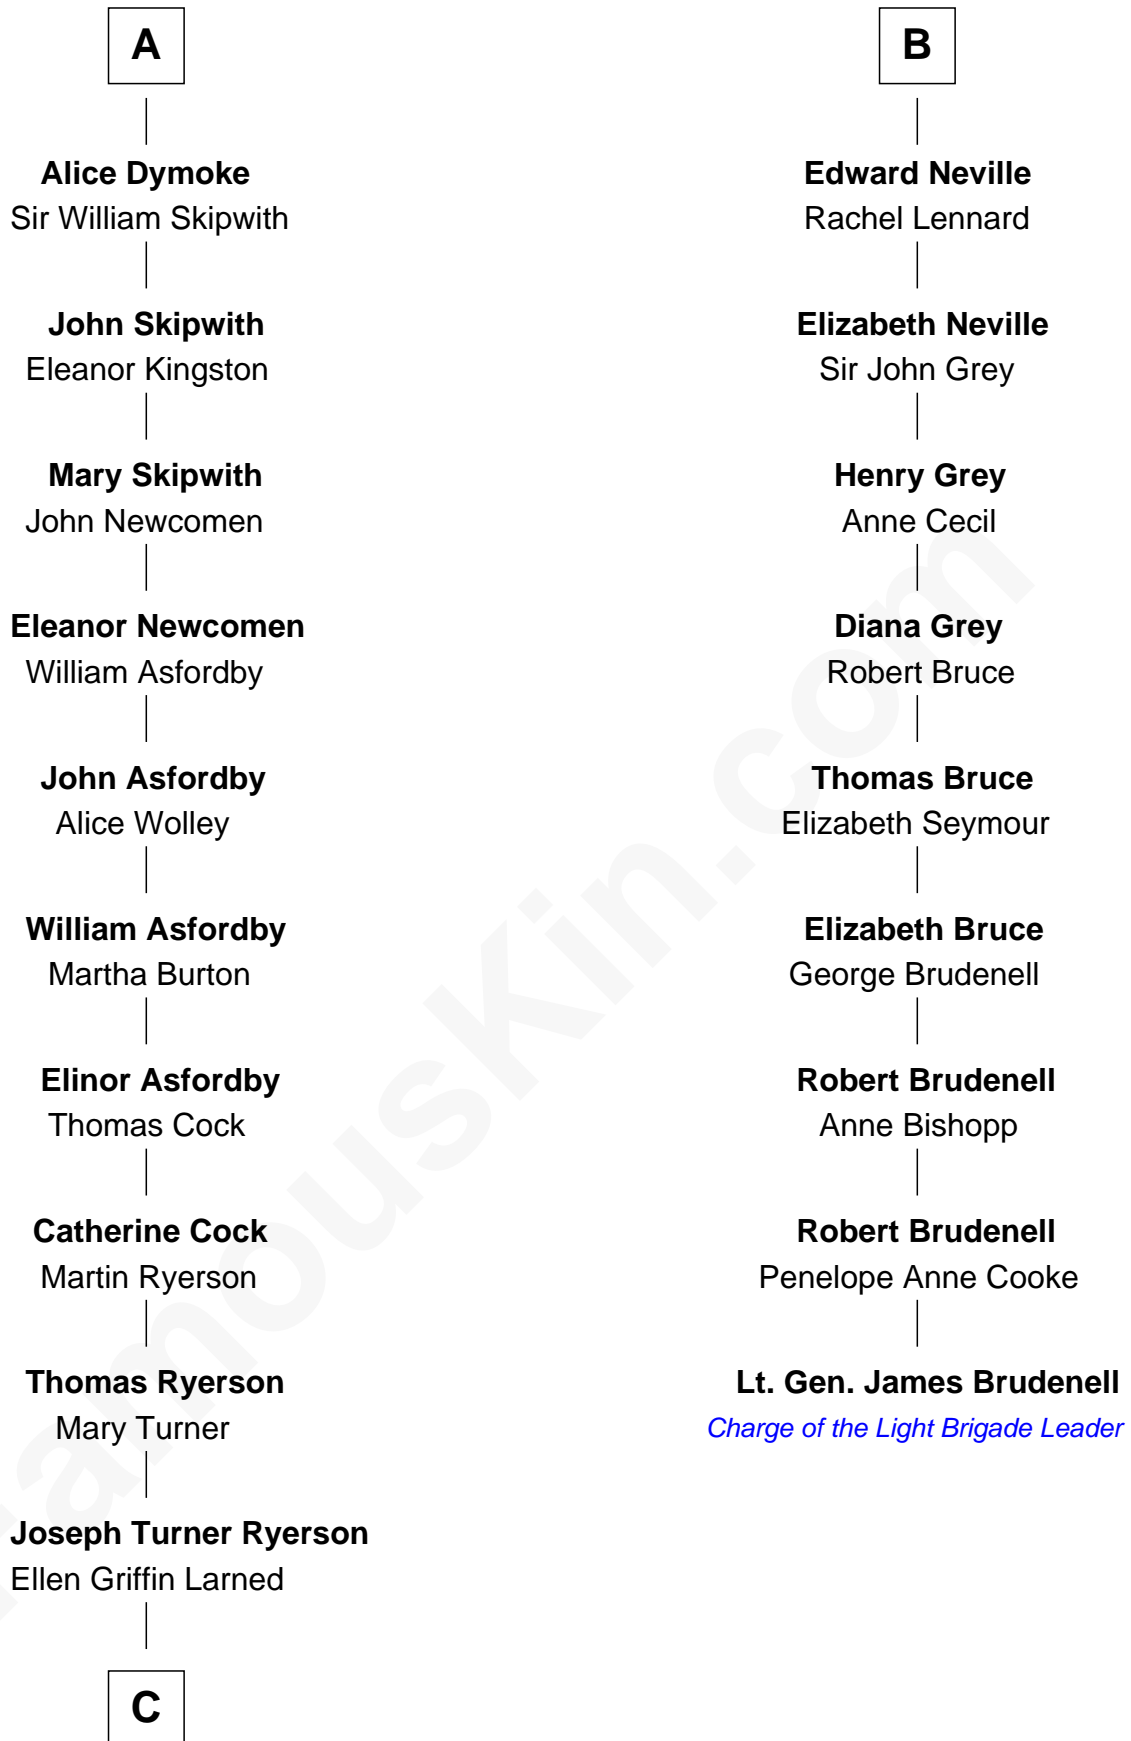 A
Alice Dymoke
Sir William Skipwith
John Skipwith
Eleanor Kingston
Mary Skipwith
John Newcomen
Eleanor Newcomen
William Asfordby
John Asfordby
Alice Wolley
William Asfordby
Martha Burton
Elinor Asfordby
Thomas Cock
Catherine Cock
Martin Ryerson
Thomas Ryerson
Mary Turner
Joseph Turner Ryerson
Ellen Griffin Larned
C
B
Edward Neville
Rachel Lennard
Elizabeth Neville
Sir John Grey
Henry Grey
Anne Cecil
Diana Grey
Robert Bruce
Thomas Bruce
Elizabeth Seymour
Elizabeth Bruce
George Brudenell
Robert Brudenell
Anne Bishopp
Robert Brudenell
Penelope Anne Cooke
Lt. Gen. James Brudenell
Charge of the Light Brigade Leader
FamousKin.com